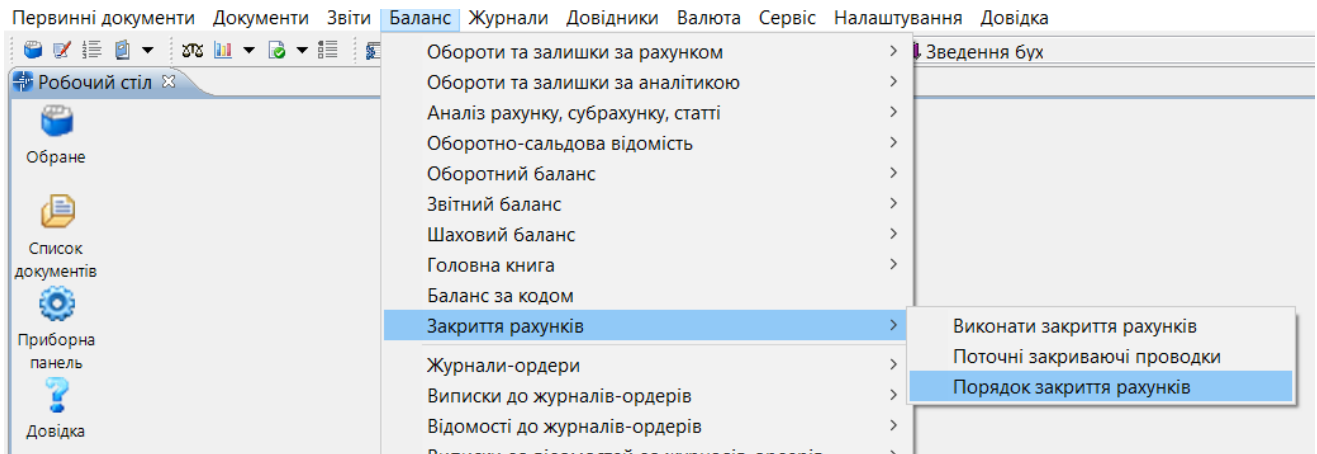 Первинні документи Документи Звіти Баланс Журнали Довідники Валюта Сервіс Налаштування Довідка
Зведення бух
Робочий стіл
Обране
Список
документів
Приборна
панель
Довідка
Обороти та залишки за рахунком
Обороти та залишки за аналітикою
Аналіз рахунку, субрахунку, статті
Оборотно-сальдова відомість
Оборотний баланс
Звітний баланс
Шаховий баланс
Головна книга
Баланс за кодом
Закриття рахунків
Журнали-ордери
Виписки до журналів-ордерів
Відомості до журналів-ордерів
Виконати закриття рахунків
Поточні закриваючі проводки
Порядок закриття рахунків